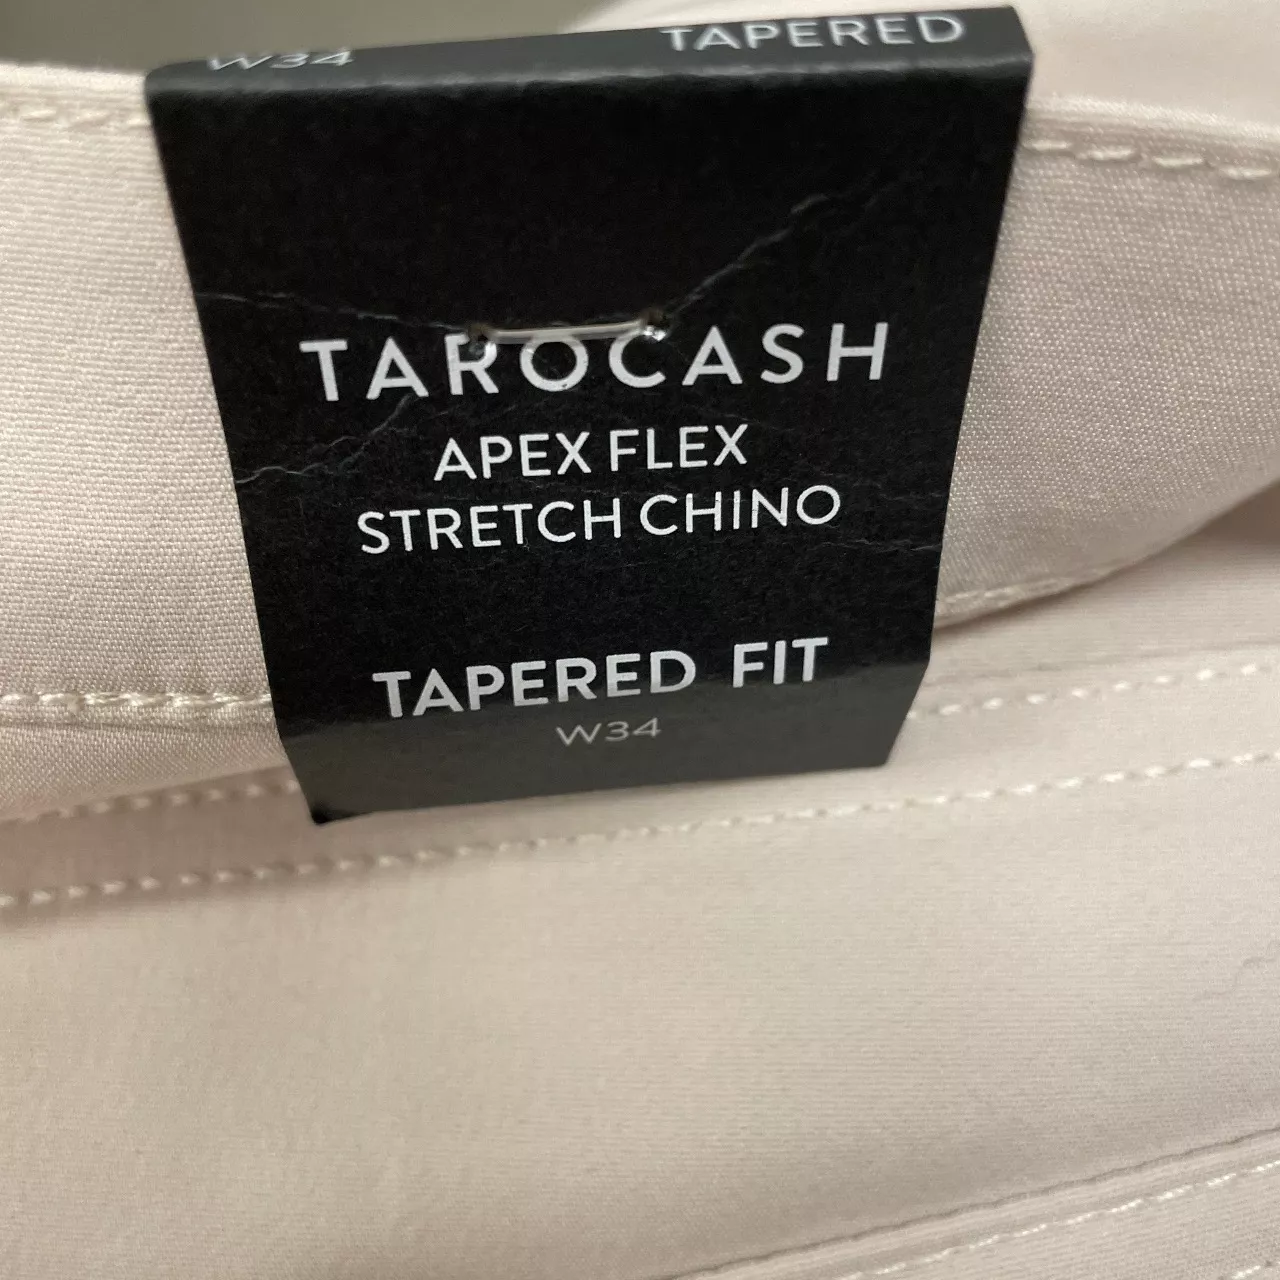 W34 TAPERED
TAROCASH
APEX FLEX
STRETCH CHINO
TAPERED FIT
W34